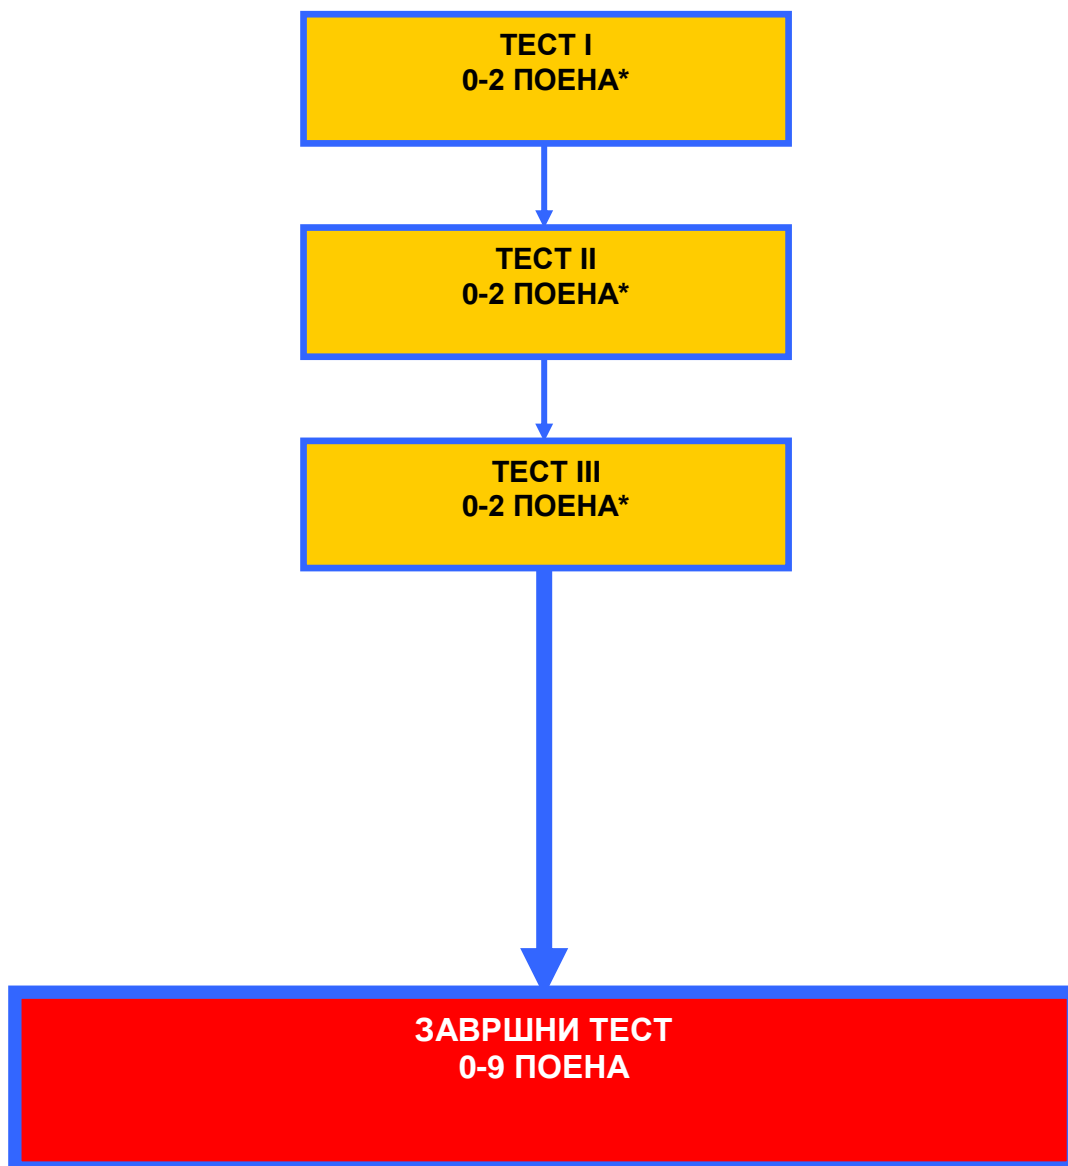 ТЕСТ I
0-2 ПОЕНА*
ТЕСТ II
0-2 ПОЕНА*
ТЕСТ III
0-2 ПОЕНА*
ЗАВРШНИ ТЕСТ
0-9 ПОЕНА